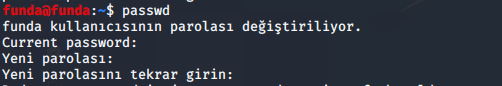 funda@funda:~$ passwd
funda kullanıcısının parolası değiştiriliyor.
Current password:
Yeni parolası:
Yeni parolasını tekrar girin: